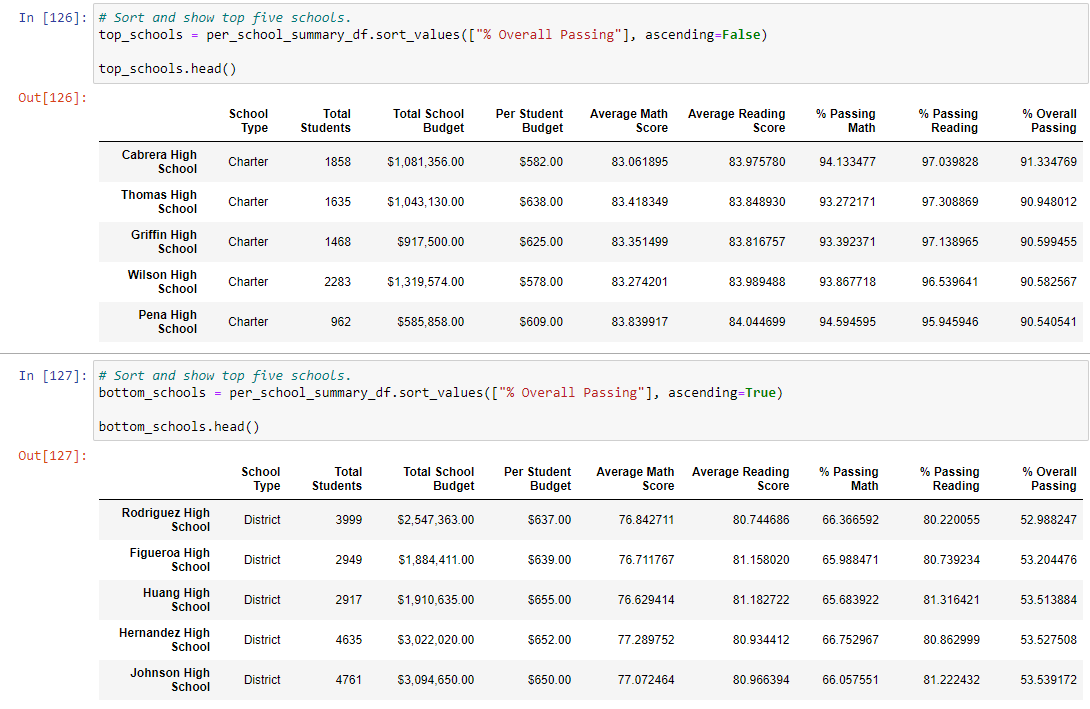 In [126]: # Sort and show top five schools.
top_schools = per_school_summary_df.sort_values(["% Overall Passing"], ascending=False)
top_schools.head()
Out[126]:
School Type Total Students Total School Budget Per Student Budget Average Math Score Average Reading Score % Passing Math % Passing Reading % Overall Passing
Cabrera High School Charter 1858 $1,081,356.00 $582.00 83.061895 83.975780 94.133477 97.039828 91.334769
Thomas High School Charter 1635 $1,043,130.00 $638.00 83.418349 83.848930 93.272171 97.308869 90.948012
Griffin High School Charter 1468 $917,500.00 $625.00 83.351499 83.816757 93.392371 97.138965 90.599455
Wilson High School Charter 2283 $1,319,574.00 $578.00 83.274201 83.989488 93.867718 96.539641 90.582567
Pena High School Charter 962 $585,858.00 $609.00 83.839917 84.044699 94.594595 95.945946 90.540541
In [127]: # Sort and show top five schools.
bottom_schools = per_school_summary_df.sort_values(["% Overall Passing"], ascending=True)
bottom_schools.head()
Out[127]:
School Type Total Students Total School Budget Per Student Budget Average Math Score Average Reading Score % Passing Math % Passing Reading % Overall Passing
Rodriguez High School District 3999 $2,547,363.00 $637.00 76.842711 80.744686 66.366592 80.220055 52.988247
Figueroa High School District 2949 $1,884,411.00 $639.00 76.711767 81.158020 65.988471 80.739234 53.204476
Huang High School District 2917 $1,910,635.00 $655.00 76.629414 81.182722 65.683922 81.316421 53.513884
Hernandez High School District 4635 $3,022,020.00 $652.00 77.289752 80.934412 66.752967 80.862999 53.527508
Johnson High School District 4761 $3,094,650.00 $650.00 77.072464 80.966394 66.057551 81.222432 53.539172